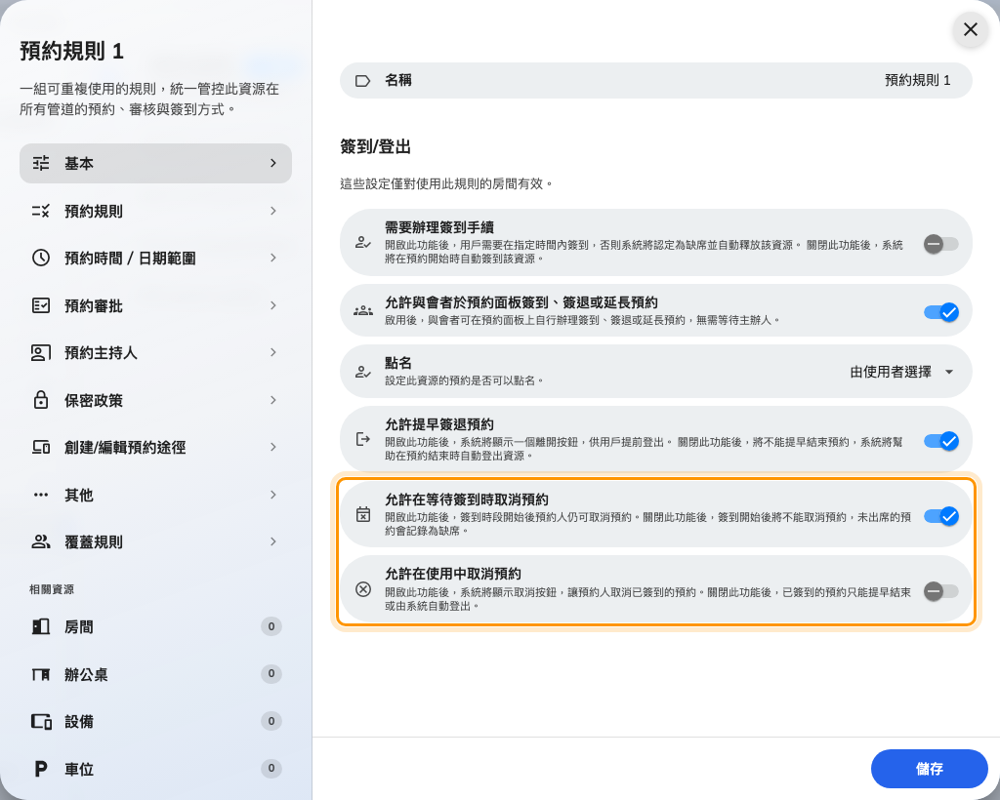 預約規則 1
一組可重複使用的規則，統一管控此資源在
所有管道的預約、審核與簽到方式。
基本
預約規則
預約時間 / 日期範圍
預約審批
預約主持人
保密政策
創建/編輯預約途徑
其他
覆蓋規則
相關資源
房間 0
辦公桌 0
設備 0
車位 0
名稱 預約規則 1
簽到/登出
這些設定僅對使用此規則的房間有效。
需要辦理簽到手續
開啟此功能後，用戶需要在指定時間內簽到，否則系統將認定為缺席並自動釋放該資源。 關閉此功能後，系統
將在預約開始時自動簽到該資源。
允許與會者於預約面板簽到、簽退或延長預約
啟用後，與會者可在預約面板上自行辦理簽到、簽退或延長預約，無需等待主辦人。
點名
設定此資源的預約是否可以點名。
由使用者選擇
允許提早簽退預約
開啟此功能後，系統將顯示一個離開按鈕，供用戶提前登出。 關閉此功能後，將不能提早結束預約，系統將幫
助在預約結束時自動登出資源。
允許在等待簽到時取消預約
開啟此功能後，簽到時段開始後預約人仍可取消預約。關閉此功能後，簽到開始後將不能取消預約，未出席的預
約會記錄為缺席。
允許在使用中取消預約
開啟此功能後，系統將顯示取消按鈕，讓預約人取消已簽到的預約。關閉此功能後，已簽到的預約只能提早結束
或由系統自動登出。
儲存